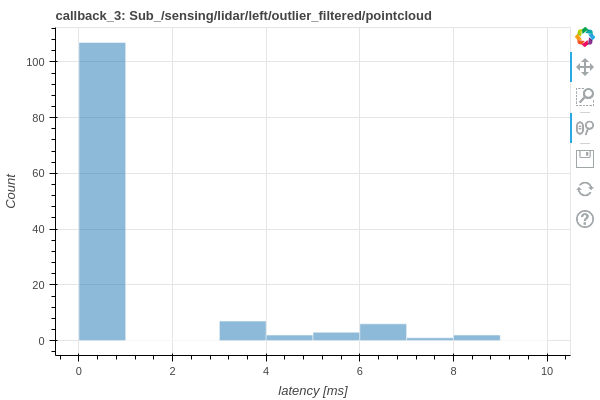 callback_3: Sub_/sensing/lidar/left/outlier_filtered/pointcloud
100
80
60
40
20
0
Count
0 2 4 6 8 10
latency [ms]